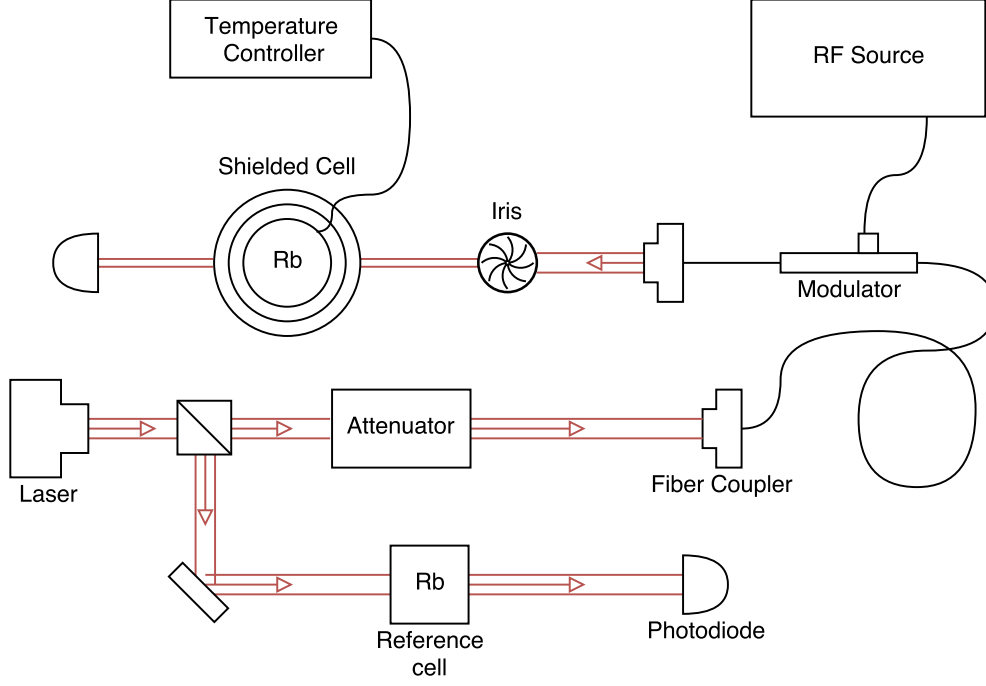 Temperature
Controller
RF Source
Shielded Cell
Iris
Rb
Modulator
Attenuator
Laser
Fiber Coupler
Rb
Reference
cell
Photodiode